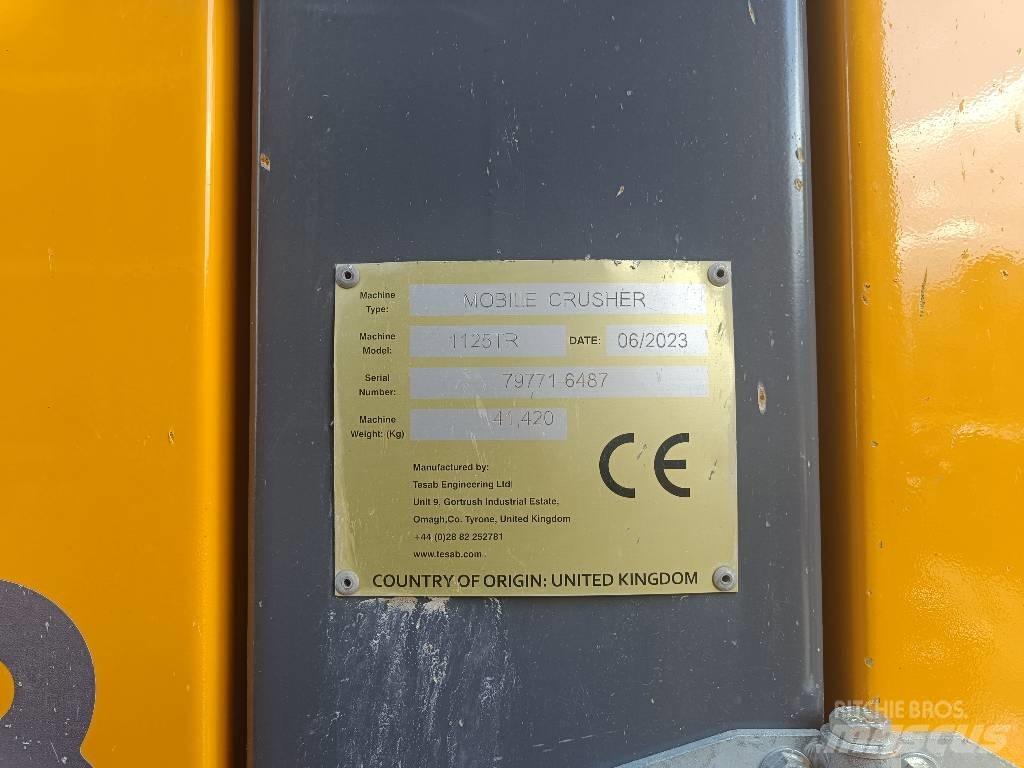 Machine Type: MOBILE CRUSHER
Machine Model: 1125TR DATE: 06/2023
Serial Number: 79771 6487
Machine Weight: (Kg) 41,420
CE
Manufactured by:
Tesab Engineering Ltd
Unit 9, Gortrush Industrial Estate,
Omagh,Co. Tyrone, United Kingdom
+44 (0)28 82 252781
www.tesab.com
COUNTRY OF ORIGIN: UNITED KINGDOM
RITCHIE BROS.
mascus